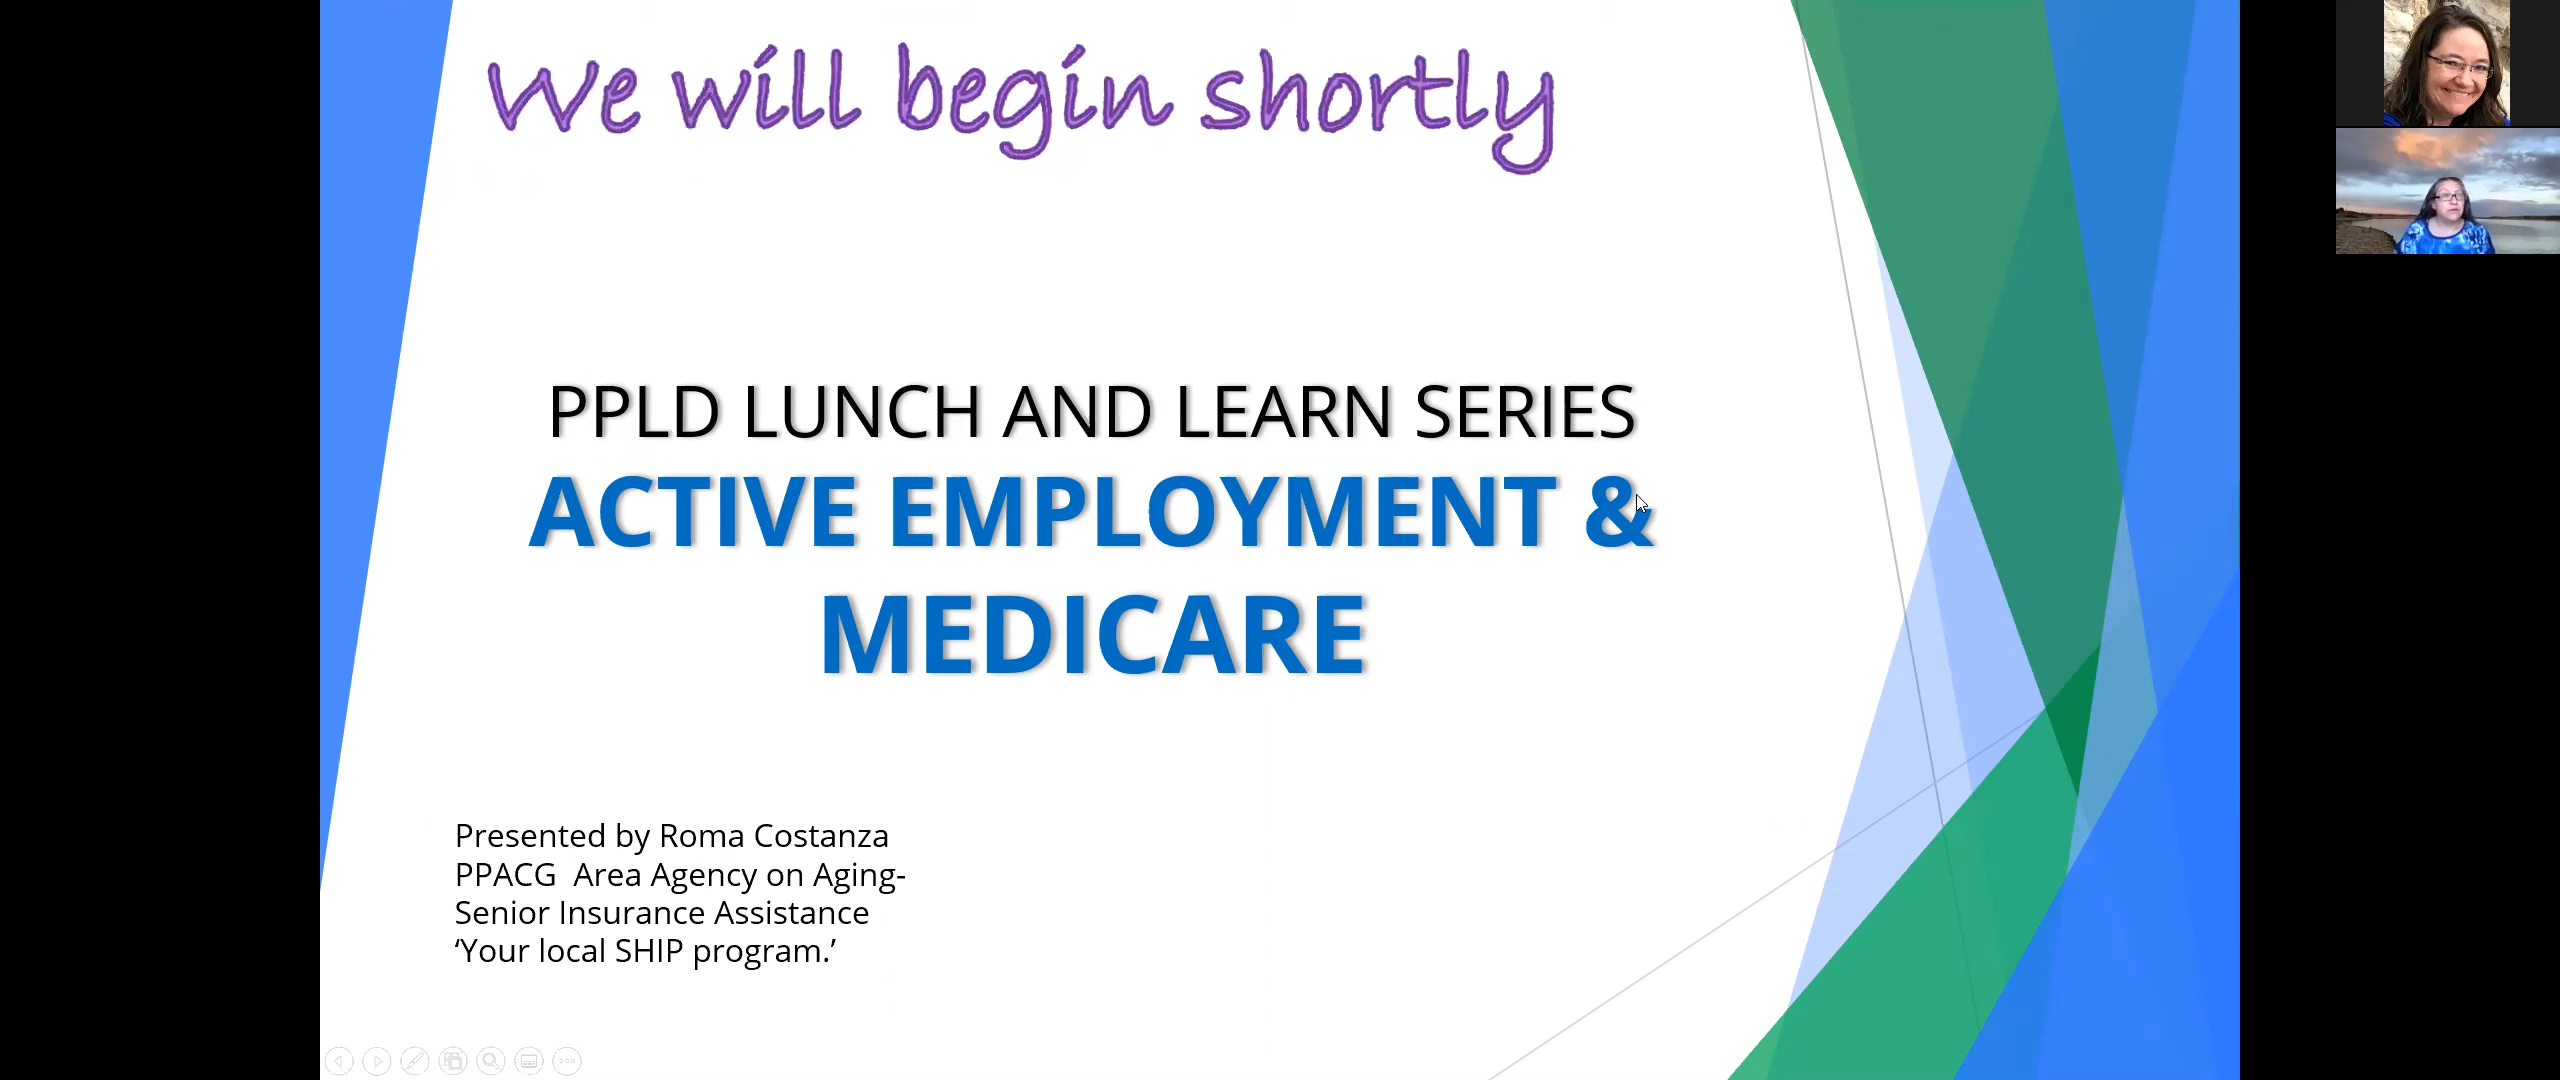 We will begin shortly
PPLD LUNCH AND LEARN SERIES
ACTIVE EMPLOYMENT &
MEDICARE
Presented by Roma Costanza
PPACG  Area Agency on Aging-
Senior Insurance Assistance
‘Your local SHIP program.’